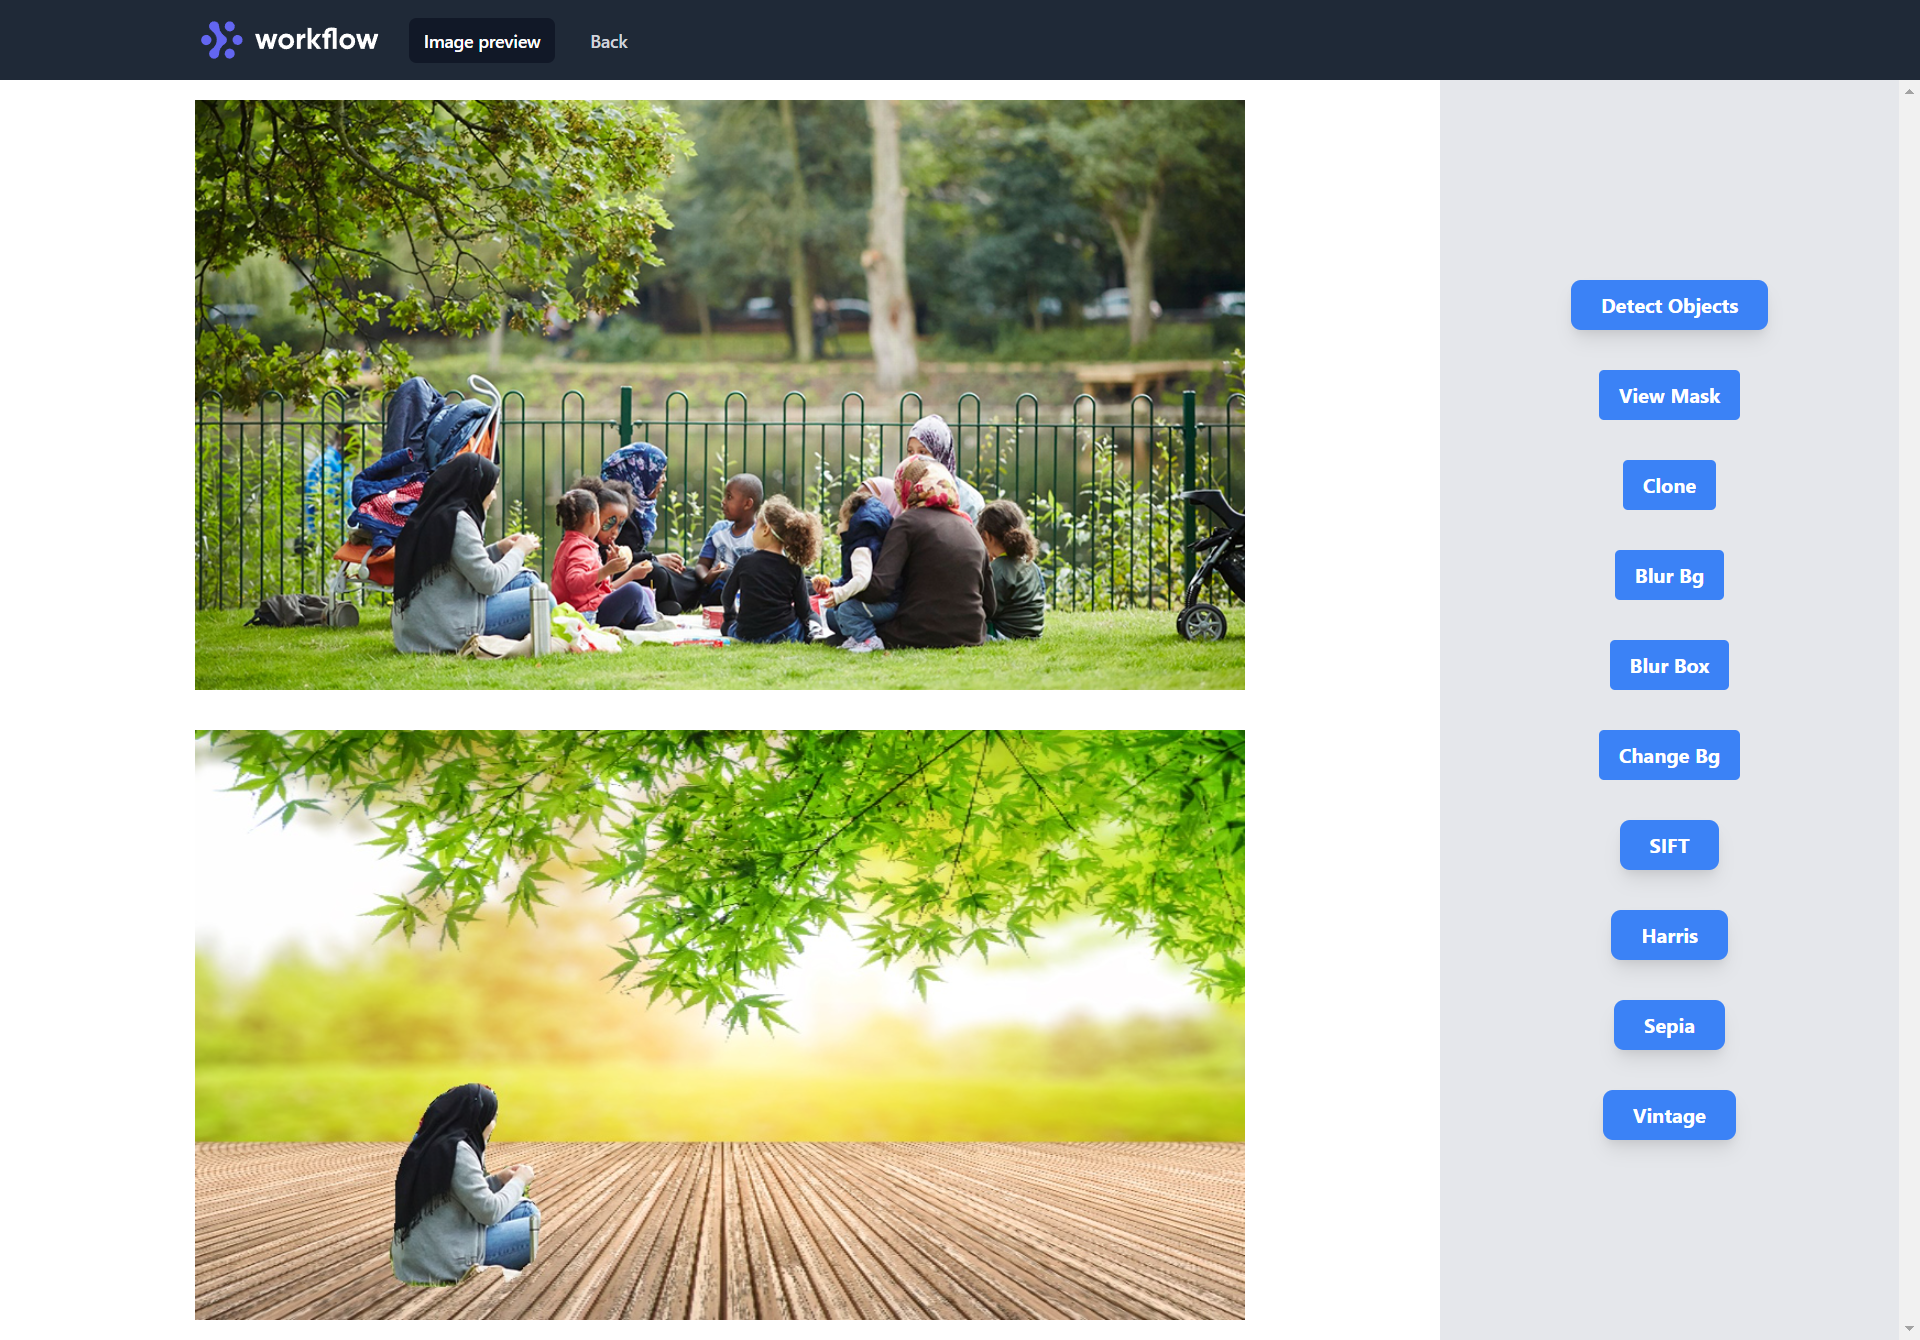 workflow
Image preview
Back
Detect Objects
View Mask
Clone
Blur Bg
Blur Box
Change Bg
SIFT
Harris
Sepia
Vintage